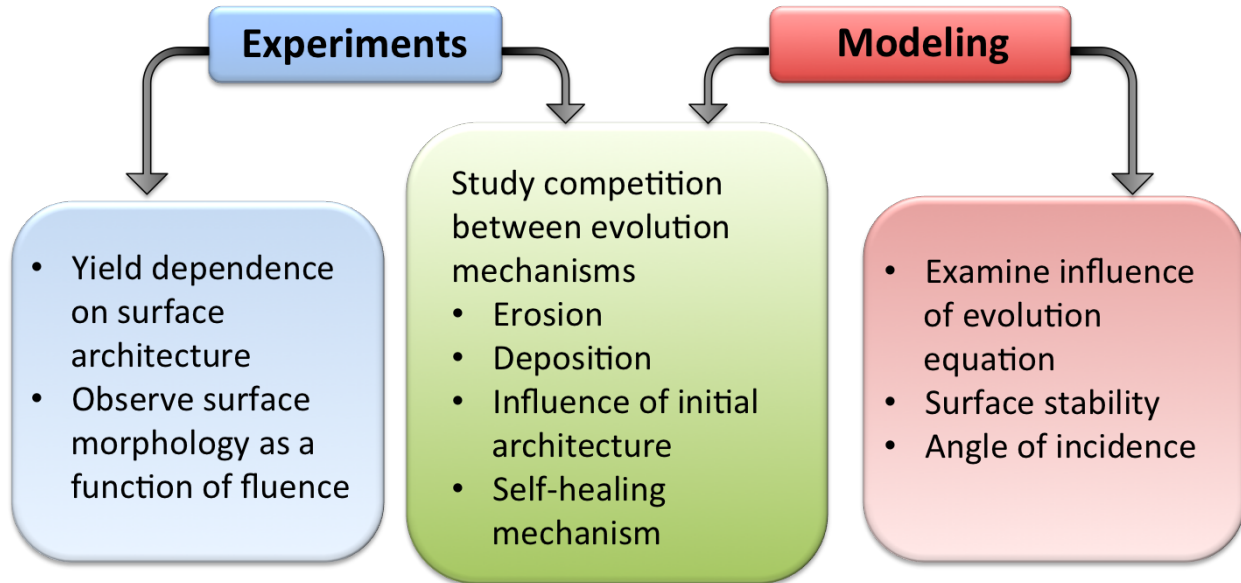 Experiments
Modeling
• Yield dependence
on surface
architecture
• Observe surface
morphology as a
function of fluence
Study competition
between evolution
mechanisms
• Erosion
• Deposition
• Influence of initial
architecture
• Self-healing
mechanism
• Examine influence
of evolution
equation
• Surface stability
• Angle of incidence